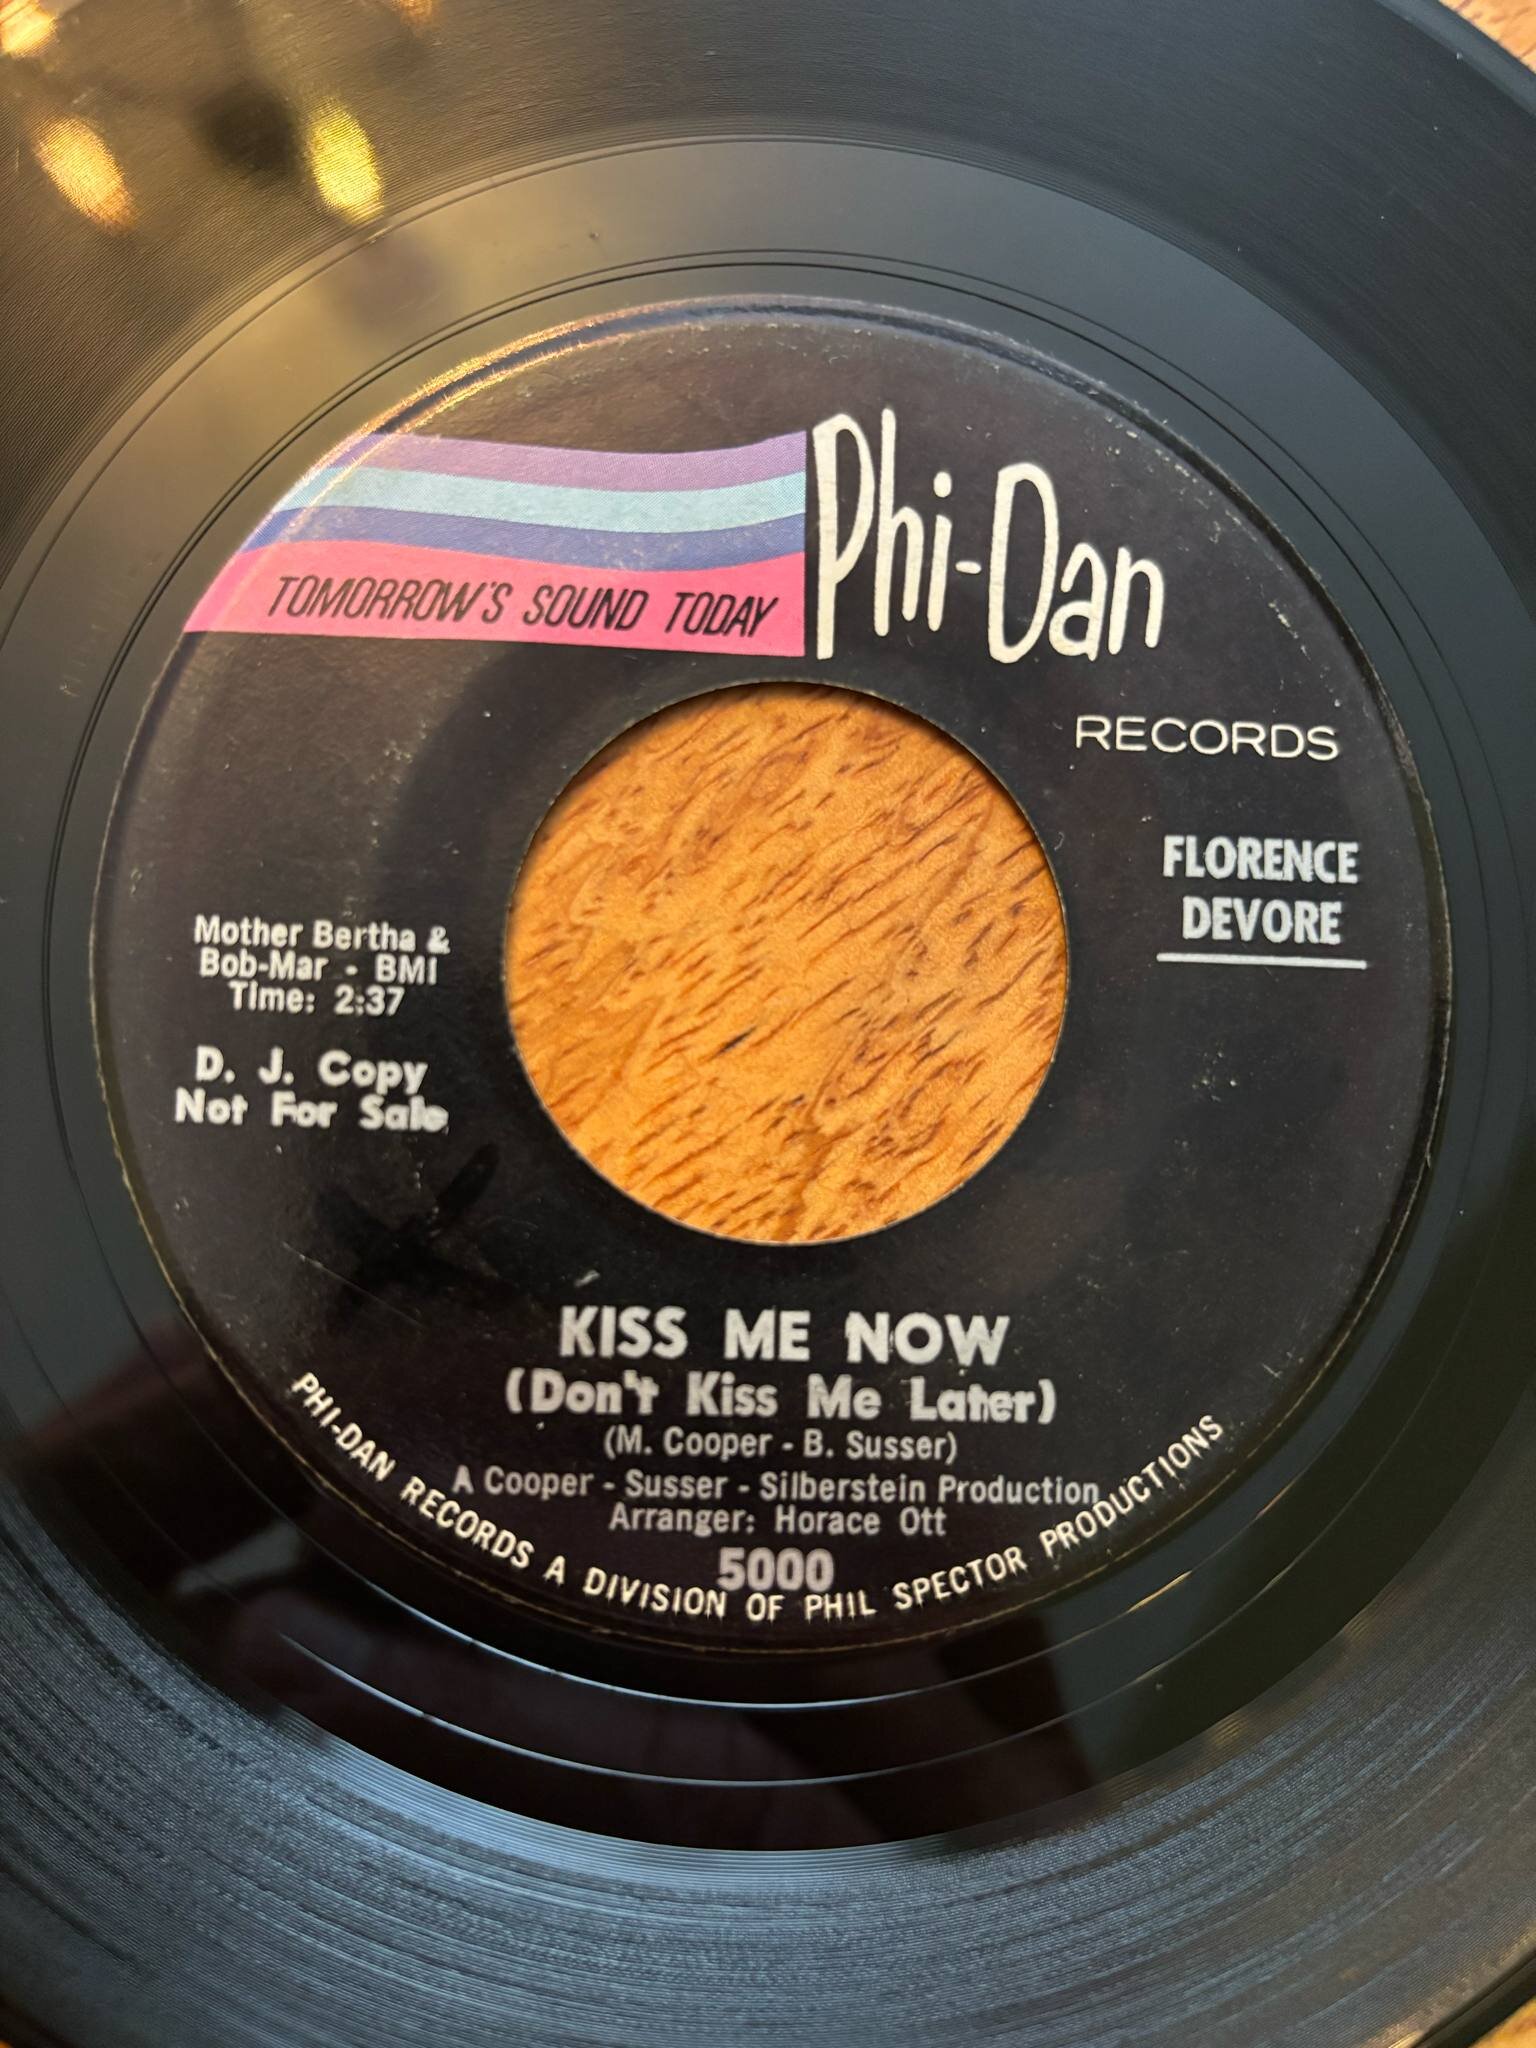 Phi-Dan
TOMORROW'S SOUND TODAY
RECORDS
FLORENCE
DEVORE
Mother Bertha &
Bob-Mar - BMI
Time: 2:37
D. J. Copy
Not For Sale
KISS ME NOW
(Don't Kiss Me Later)
(M. Cooper - B. Susser)
A Cooper - Susser - Silberstein Production
Arranger: Horace Ott
5000
PHI-DAN RECORDS A DIVISION OF PHIL SPECTOR PRODUCTIONS